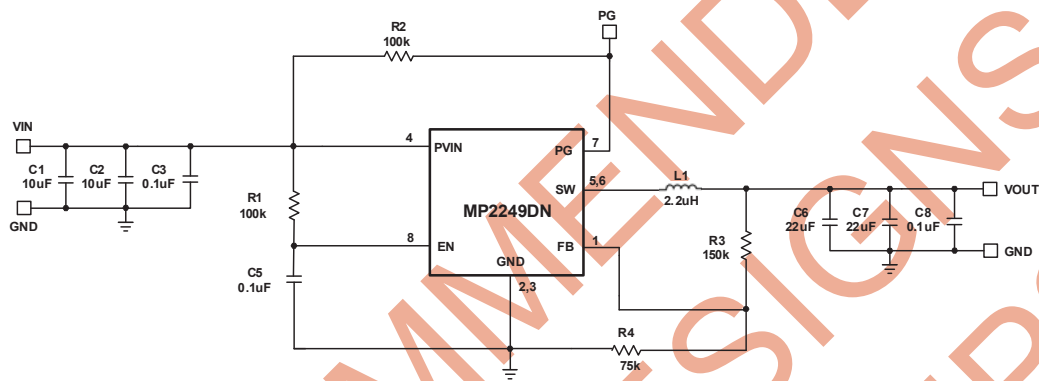 PG
R2
100k
VIN
4
PVIN
7
PG
C1
10uF
C2
10uF
C3
0.1uF
R1
100k
SW
5,6
L1
2.2uH
VOUT
MP2249DN
GND
8
EN
FB
1
R3
150k
C6
22uF
C7
22uF
C8
0.1uF
GND
GND
2,3
C5
0.1uF
R4
75k
MMEND
SIGNS